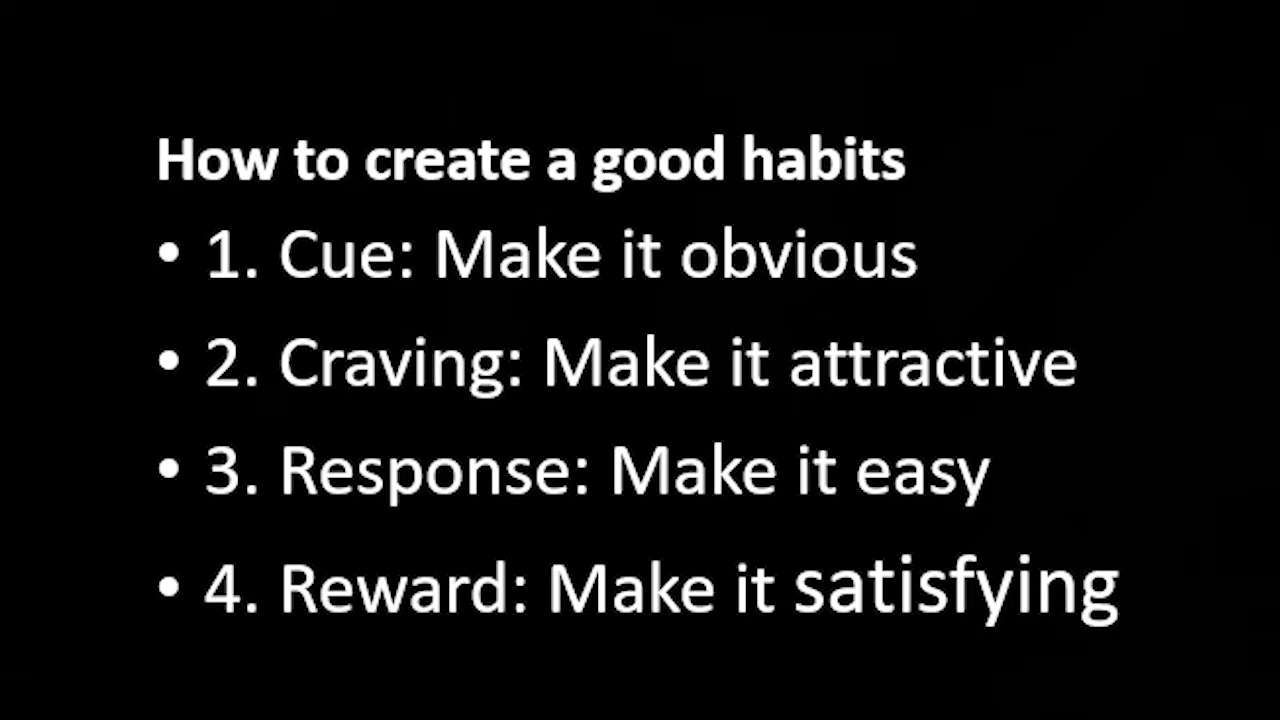 How to create a good habits
• 1. Cue: Make it obvious
• 2. Craving: Make it attractive
• 3. Response: Make it easy
• 4. Reward: Make it satisfying